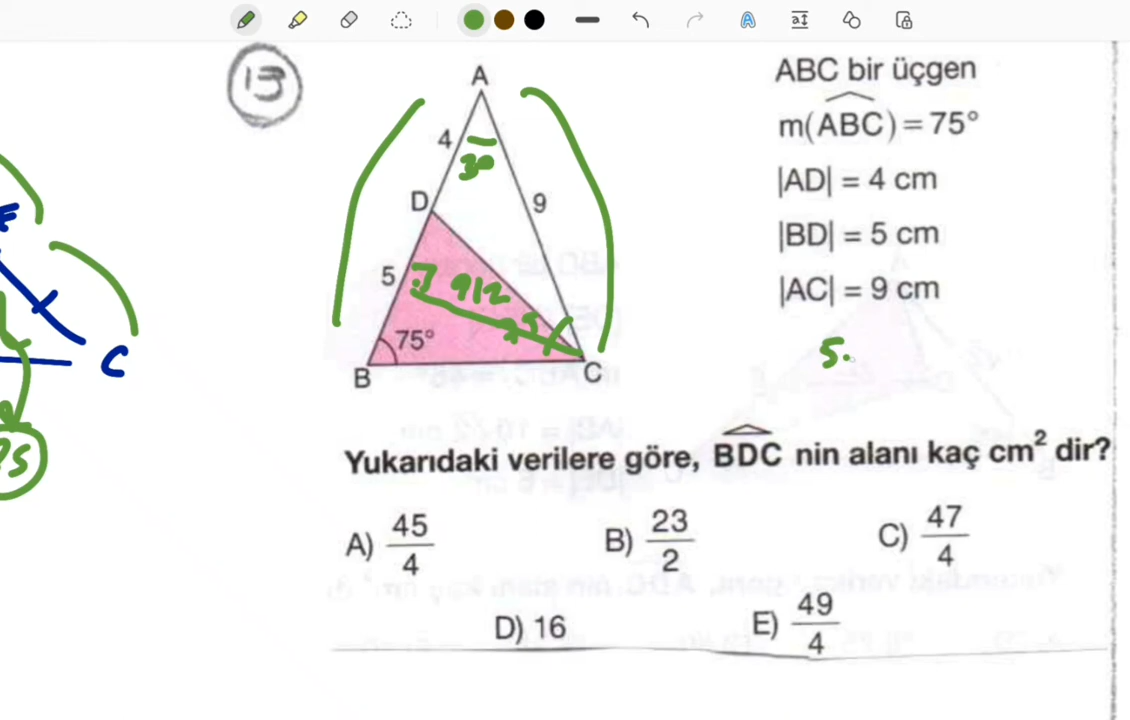 13
A
4
30
D
9
5
9/2
75°
75
B
C
ABC bir üçgen
m(ABC) = 75°
|AD| = 4 cm
|BD| = 5 cm
|AC| = 9 cm
5.
Yukarıdaki verilere göre, BDC nin alanı kaç cm² dir?
A) 45/4
B) 23/2
C) 47/4
D) 16
E) 49/4
C